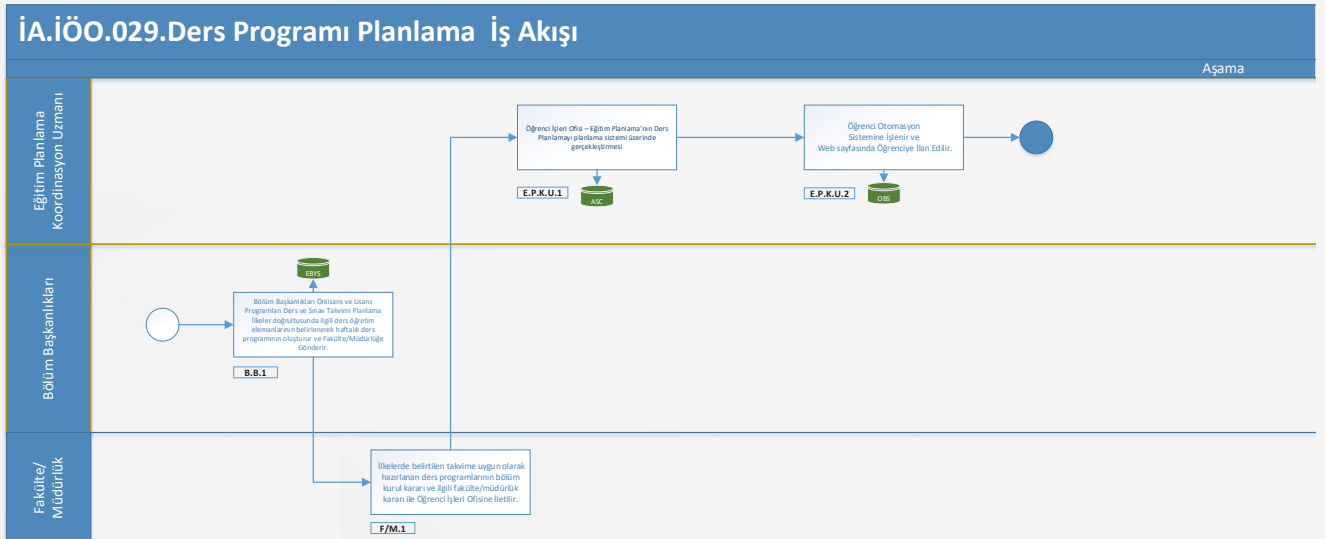 İA.İÖO.029.Ders Programı Planlama İş Akışı
Aşama
Eğitim Planlama
Koordinasyon Uzmanı
Öğrenci İşleri Ofisi – Eğitim Planlama’nın Ders
Planlamayı planlama sistemi üzerinde
gerçekleştirmesi
E.P.K.U.1
ASC
Öğrenci Otomasyon
Sistemine İşlenir ve
Web sayfasında Öğrenciye İlan Edilir.
E.P.K.U.2
OBS
Bölüm Başkanlıkları
EBYS
Bölüm Başkanlıkları Önlisans ve Lisans
Programları Ders ve Sınav Takvimi Planlama
İlkeler doğrultusunda ilgili ders öğretim
elemanlarının belirlenerek haftalık ders
programının oluşturur ve Fakülte/Müdürlüğe
Gönderir.
B.B.1
Fakülte/
Müdürlük
İlkelerde belirtilen takvime uygun olarak
hazırlanan ders programlarının bölüm
kurul kararı ve ilgili fakülte/müdürlük
kararı ile Öğrenci İşleri Ofisine İletilir.
F/M.1